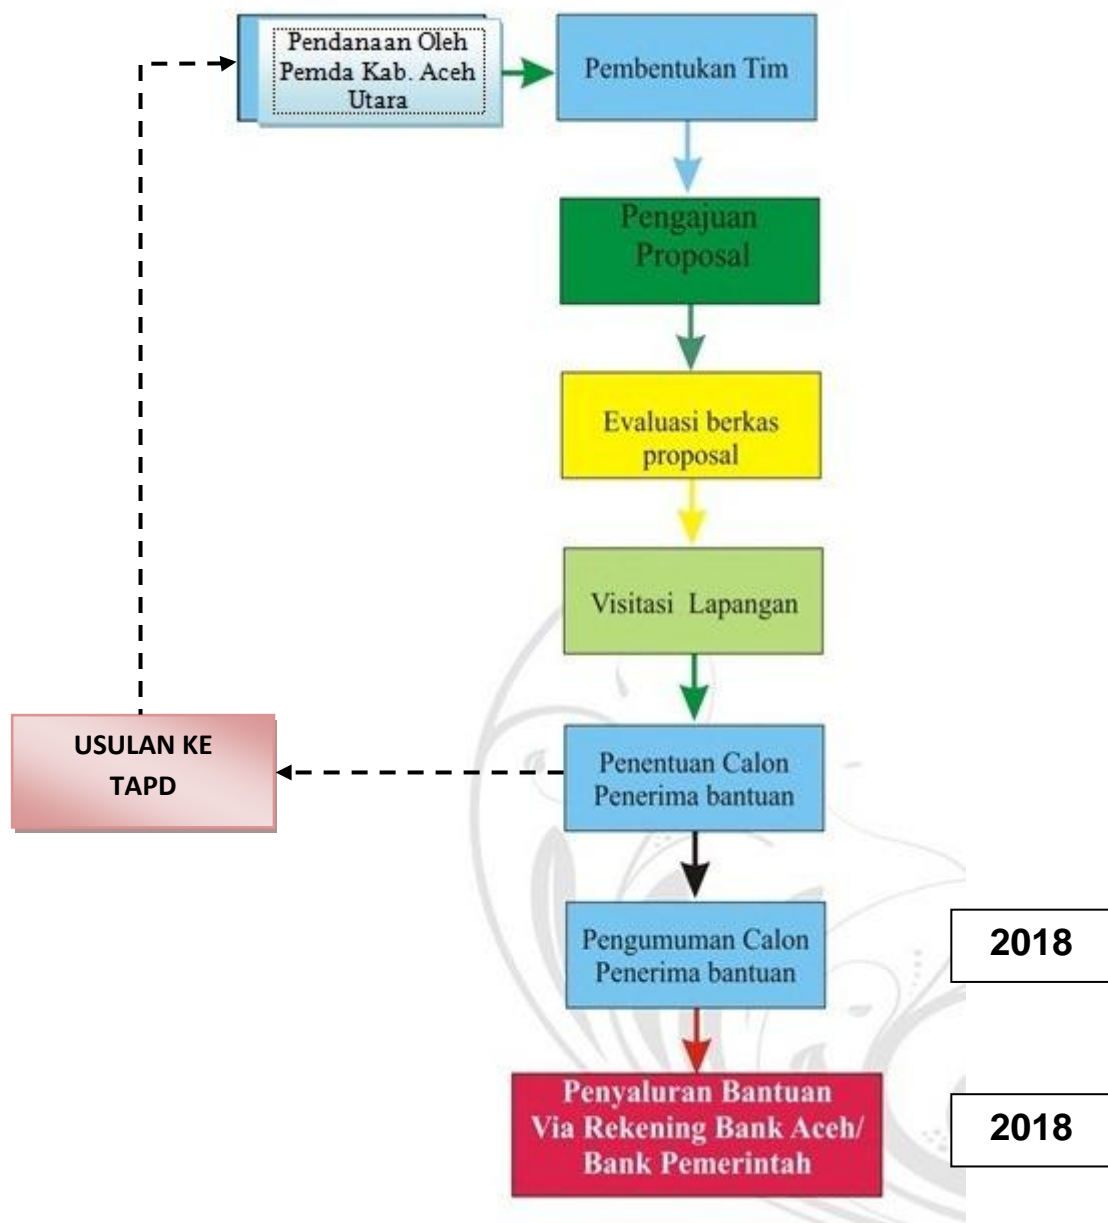 Pendanaan Oleh
Pemda Kab. Aceh
Utara
Pembentukan Tim
Pengajuan
Proposal
Evaluasi berkas
proposal
Visitasi Lapangan
USULAN KE
TAPD
Penentuan Calon
Penerima bantuan
Pengumuman Calon
Penerima bantuan
2018
Penyaluran Bantuan
Via Rekening Bank Aceh/
Bank Pemerintah
2018